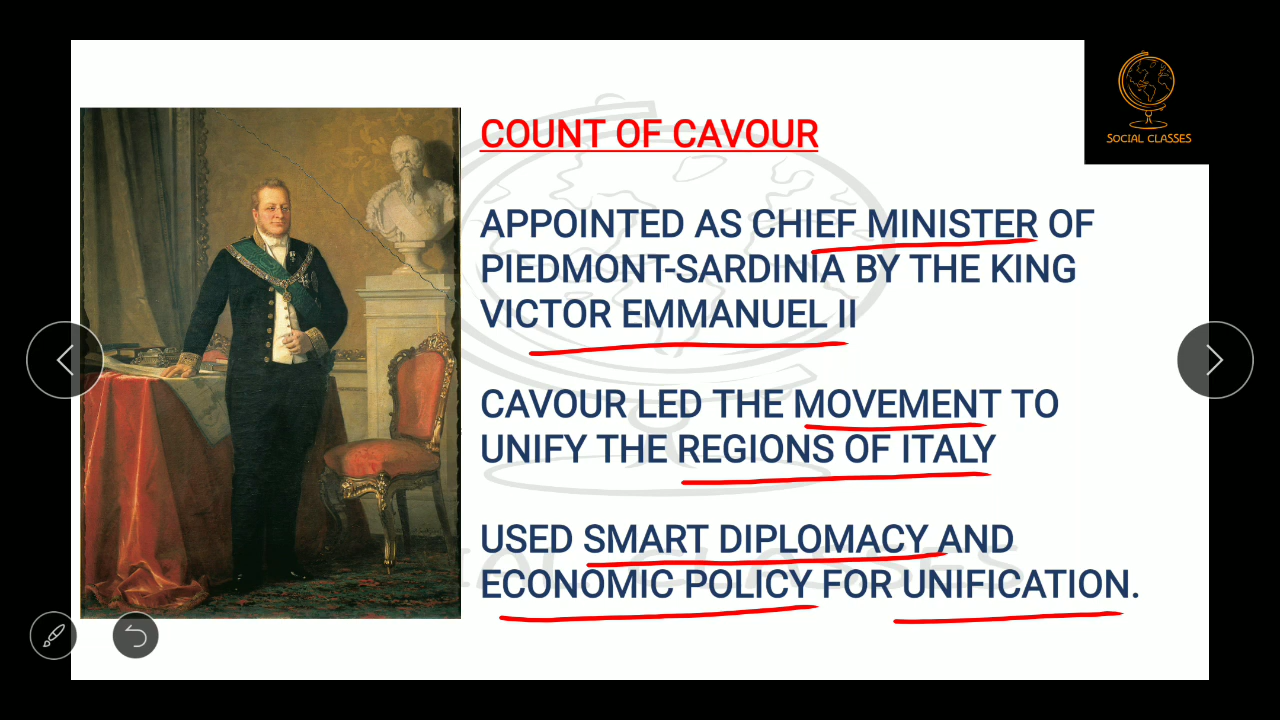 SOCIAL CLASSES
COUNT OF CAVOUR
APPOINTED AS CHIEF MINISTER OF
PIEDMONT-SARDINIA BY THE KING
VICTOR EMMANUEL II
CAVOUR LED THE MOVEMENT TO
UNIFY THE REGIONS OF ITALY
USED SMART DIPLOMACY AND
ECONOMIC POLICY FOR UNIFICATION.